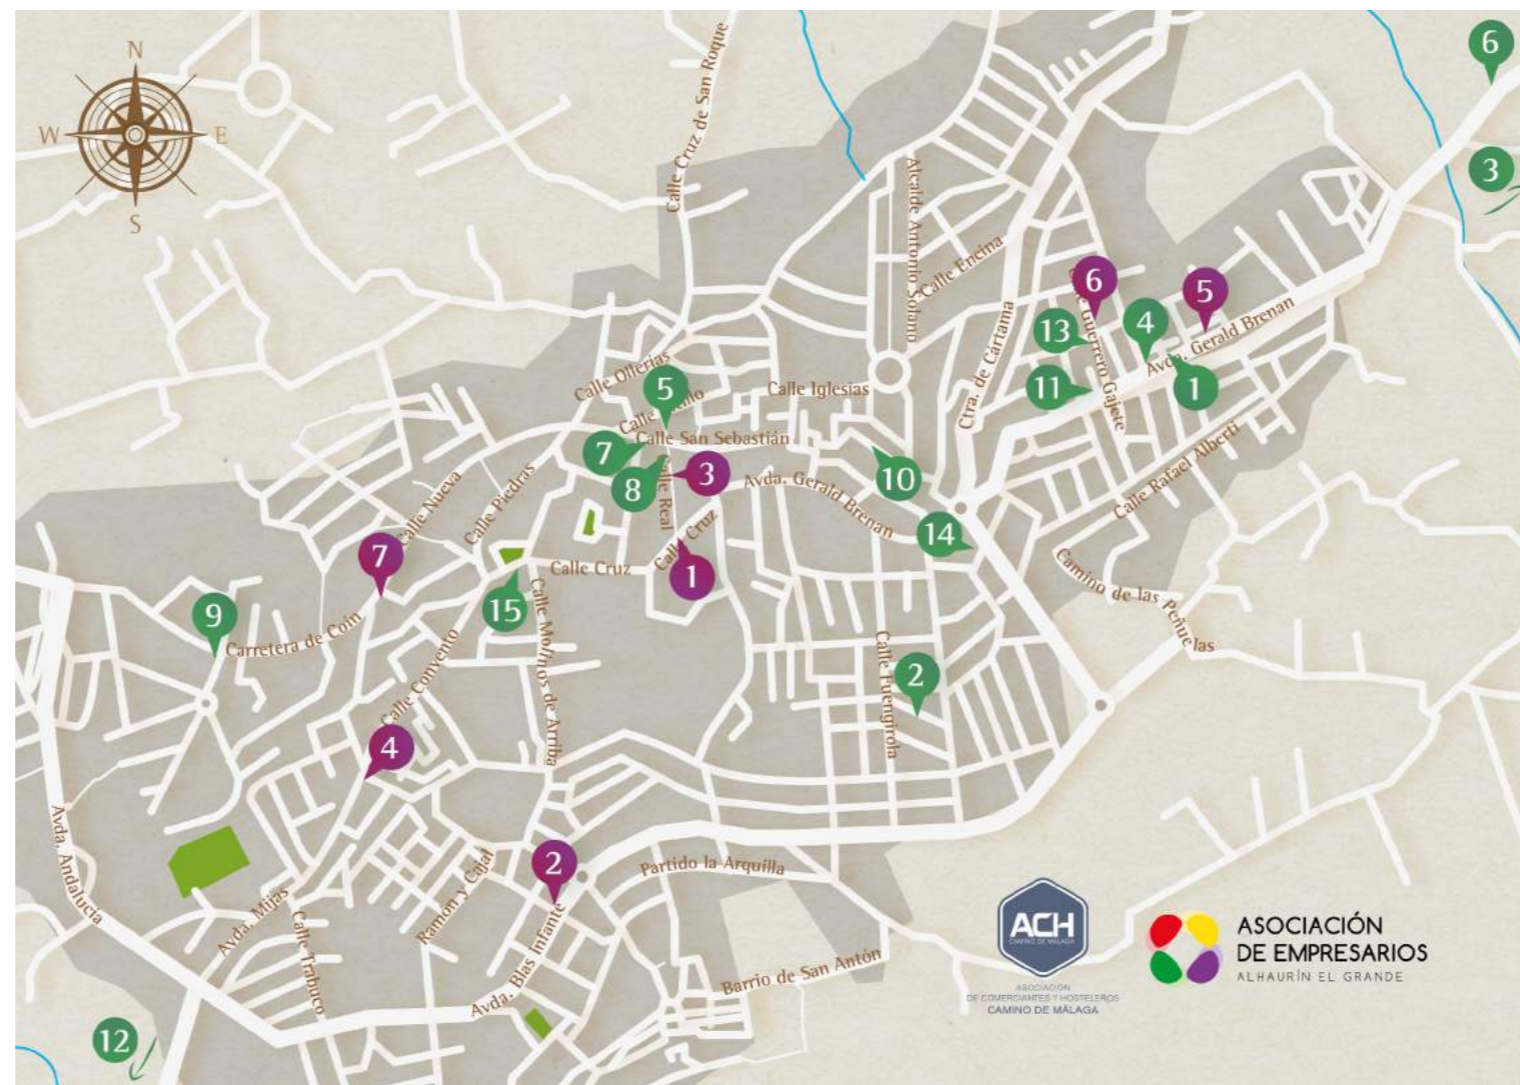 N
W E
S
6
3
Calle Cruz de San Roque
Alcalde Antonio Solano
Calle Encina
Ctra. de Cártama
6
5
13
4
Guerrero Gajete
Avda. Gerald Brenan
11
1
Calle Ollerias
5
Calle
Calle Iglesias
7
Calle San Sebastián
8
Calle Real
3
Avda. Gerald Brenan
10
14
Calle Rafael Alberti
Calle Nueva
Calle Piedras
7
Calle Cruz
Calle Cruz
1
Camino de las Peñuelas
9
Carretera de Coin
15
Calle Molinos de Arriba
Calle Convento
Calle Fuengirola
2
4
Avda. Andalucia
2
Partido la Arquilla
Avda. Mijas
Ramon y Cajal
Calle Trabuco
Avda. Blas Infante
Barrio de San Antón
12
ACH
CAMINO DE MÁLAGA
ASOCIACIÓN
DE COMERCIANTES Y HOSTELEROS
CAMINO DE MÁLAGA
ASOCIACIÓN
DE EMPRESARIOS
ALHAURÍN EL GRANDE